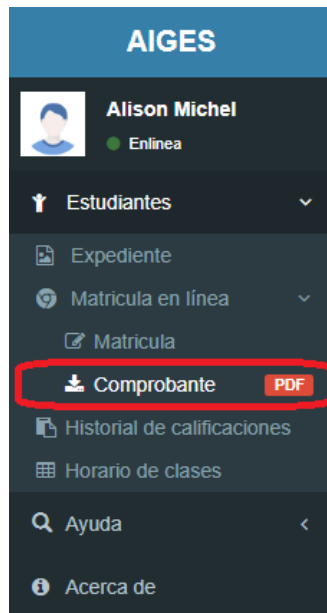 AIGES
Alison Michel
Enlinea
Estudiantes
Expediente
Matricula en línea
Matricula
Comprobante PDF
Historial de calificaciones
Horario de clases
Ayuda
Acerca de